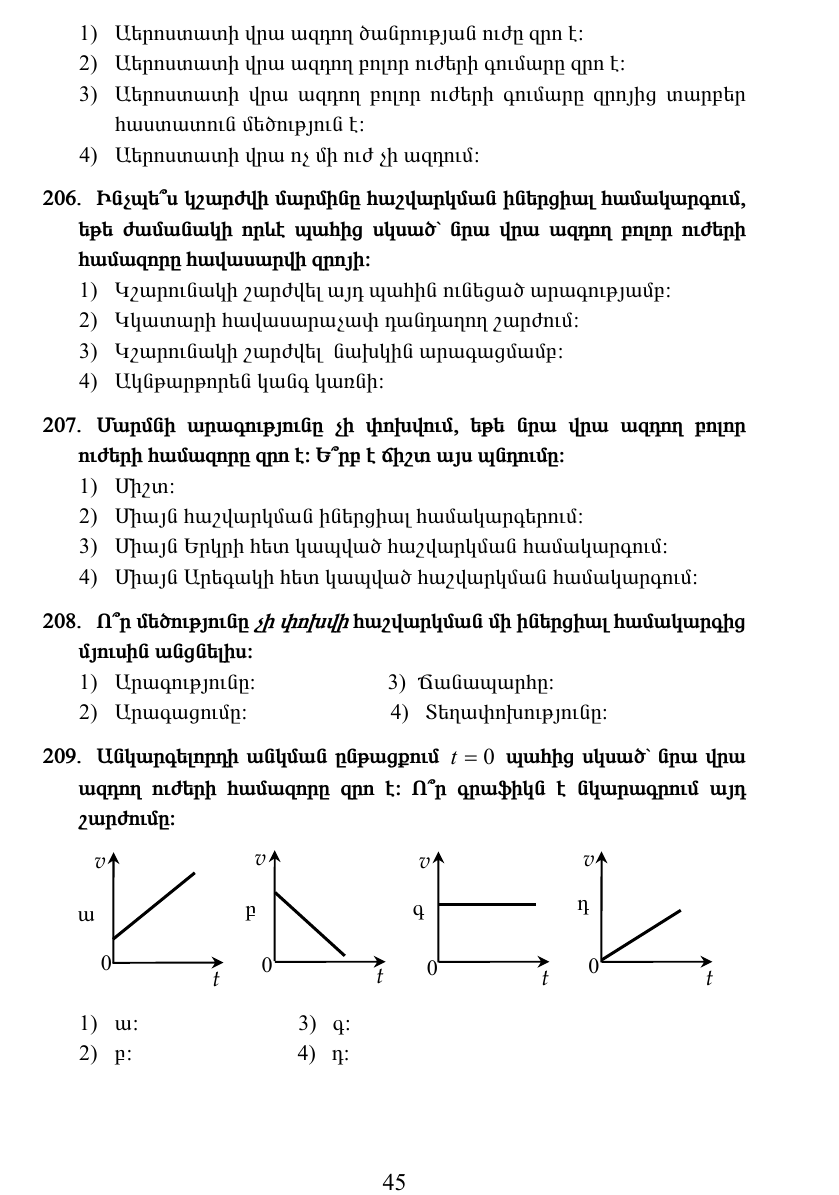 1) Աերոստատի վրա ազդող ծանրության ուժը զրո է:
2) Աերոստատի վրա ազդող բոլոր ուժերի գումարը զրո է:
3) Աերոստատի վրա ազդող բոլոր ուժերի գումարը զրոյից տարբեր
հաստատուն մեծություն է:
4) Աերոստատի վրա ոչ մի ուժ չի ազդում:
206. Ինչպե՞ս կշարժվի մարմինը հաշվարկման իներցիալ համակարգում,
եթե ժամանակի որևէ պահից սկսած` նրա վրա ազդող բոլոր ուժերի
համազորը հավասարվի զրոյի:
1) Կշարունակի շարժվել այդ պահին ունեցած արագությամբ:
2) Կկատարի հավասարաչափ դանդաղող շարժում:
3) Կշարունակի շարժվել նախկին արագացմամբ:
4) Ակնթարթորեն կանգ կառնի:
207. Մարմնի արագությունը չի փոխվում, եթե նրա վրա ազդող բոլոր
ուժերի համազորը զրո է: Ե՞րբ է ճիշտ այս պնդումը:
1) Միշտ:
2) Միայն հաշվարկման իներցիալ համակարգերում:
3) Միայն Երկրի հետ կապված հաշվարկման համակարգում:
4) Միայն Արեգակի հետ կապված հաշվարկման համակարգում:
208. Ո՞ր մեծությունը չի փոխվի հաշվարկման մի իներցիալ համակարգից
մյուսին անցնելիս:
1) Արագությունը: 3) Ճանապարհը:
2) Արագացումը: 4) Տեղափոխությունը:
209. Անկարգելորդի անկման ընթացքում t = 0 պահից սկսած` նրա վրա
ազդող ուժերի համազորը զրո է: Ո՞ր գրաֆիկն է նկարագրում այդ
շարժումը:
v v v v
ա բ գ դ
0 0 0 0
t t t t
1) ա: 3) գ:
2) բ: 4) դ:
45